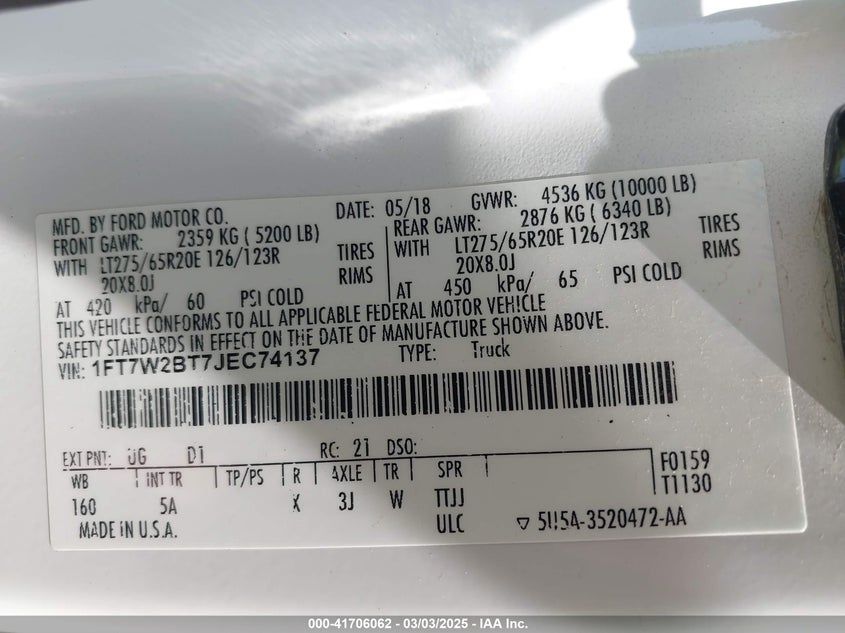 MFD. BY FORD MOTOR CO. DATE: 05/18 GVWR: 4536 KG (10000 LB)
FRONT GAWR: 2359 KG ( 5200 LB) REAR GAWR: 2876 KG ( 6340 LB)
WITH LT275/65R20E 126/123R TIRES WITH LT275/65R20E 126/123R TIRES
20X8.0J RIMS 20X8.0J RIMS
AT 420 kPa/ 60 PSI COLD AT 450 kPa/ 65 PSI COLD
THIS VEHICLE CONFORMS TO ALL APPLICABLE FEDERAL MOTOR VEHICLE
SAFETY STANDARDS IN EFFECT ON THE DATE OF MANUFACTURE SHOWN ABOVE.
VIN: 1FT7W2BT7JEC74137 TYPE: Truck
EXT PNT: UG D1 RC: 21 DSO: F0159
WB INT TR TP/PS R AXLE TR SPR T1130
160 5A X 3J W TTJJ
MADE IN U.S.A. ULC ▽ 5U5A-3520472-AA
000-41706062 - 03/03/2025 - IAA Inc.